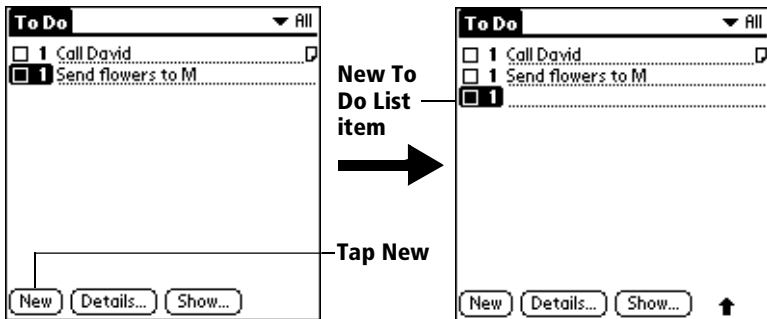 To Do
All
1 Call David
1 Send flowers to M
New Details... Show...
New To
Do List
item
Tap New
To Do
All
1 Call David
1 Send flowers to M
1
New Details... Show...